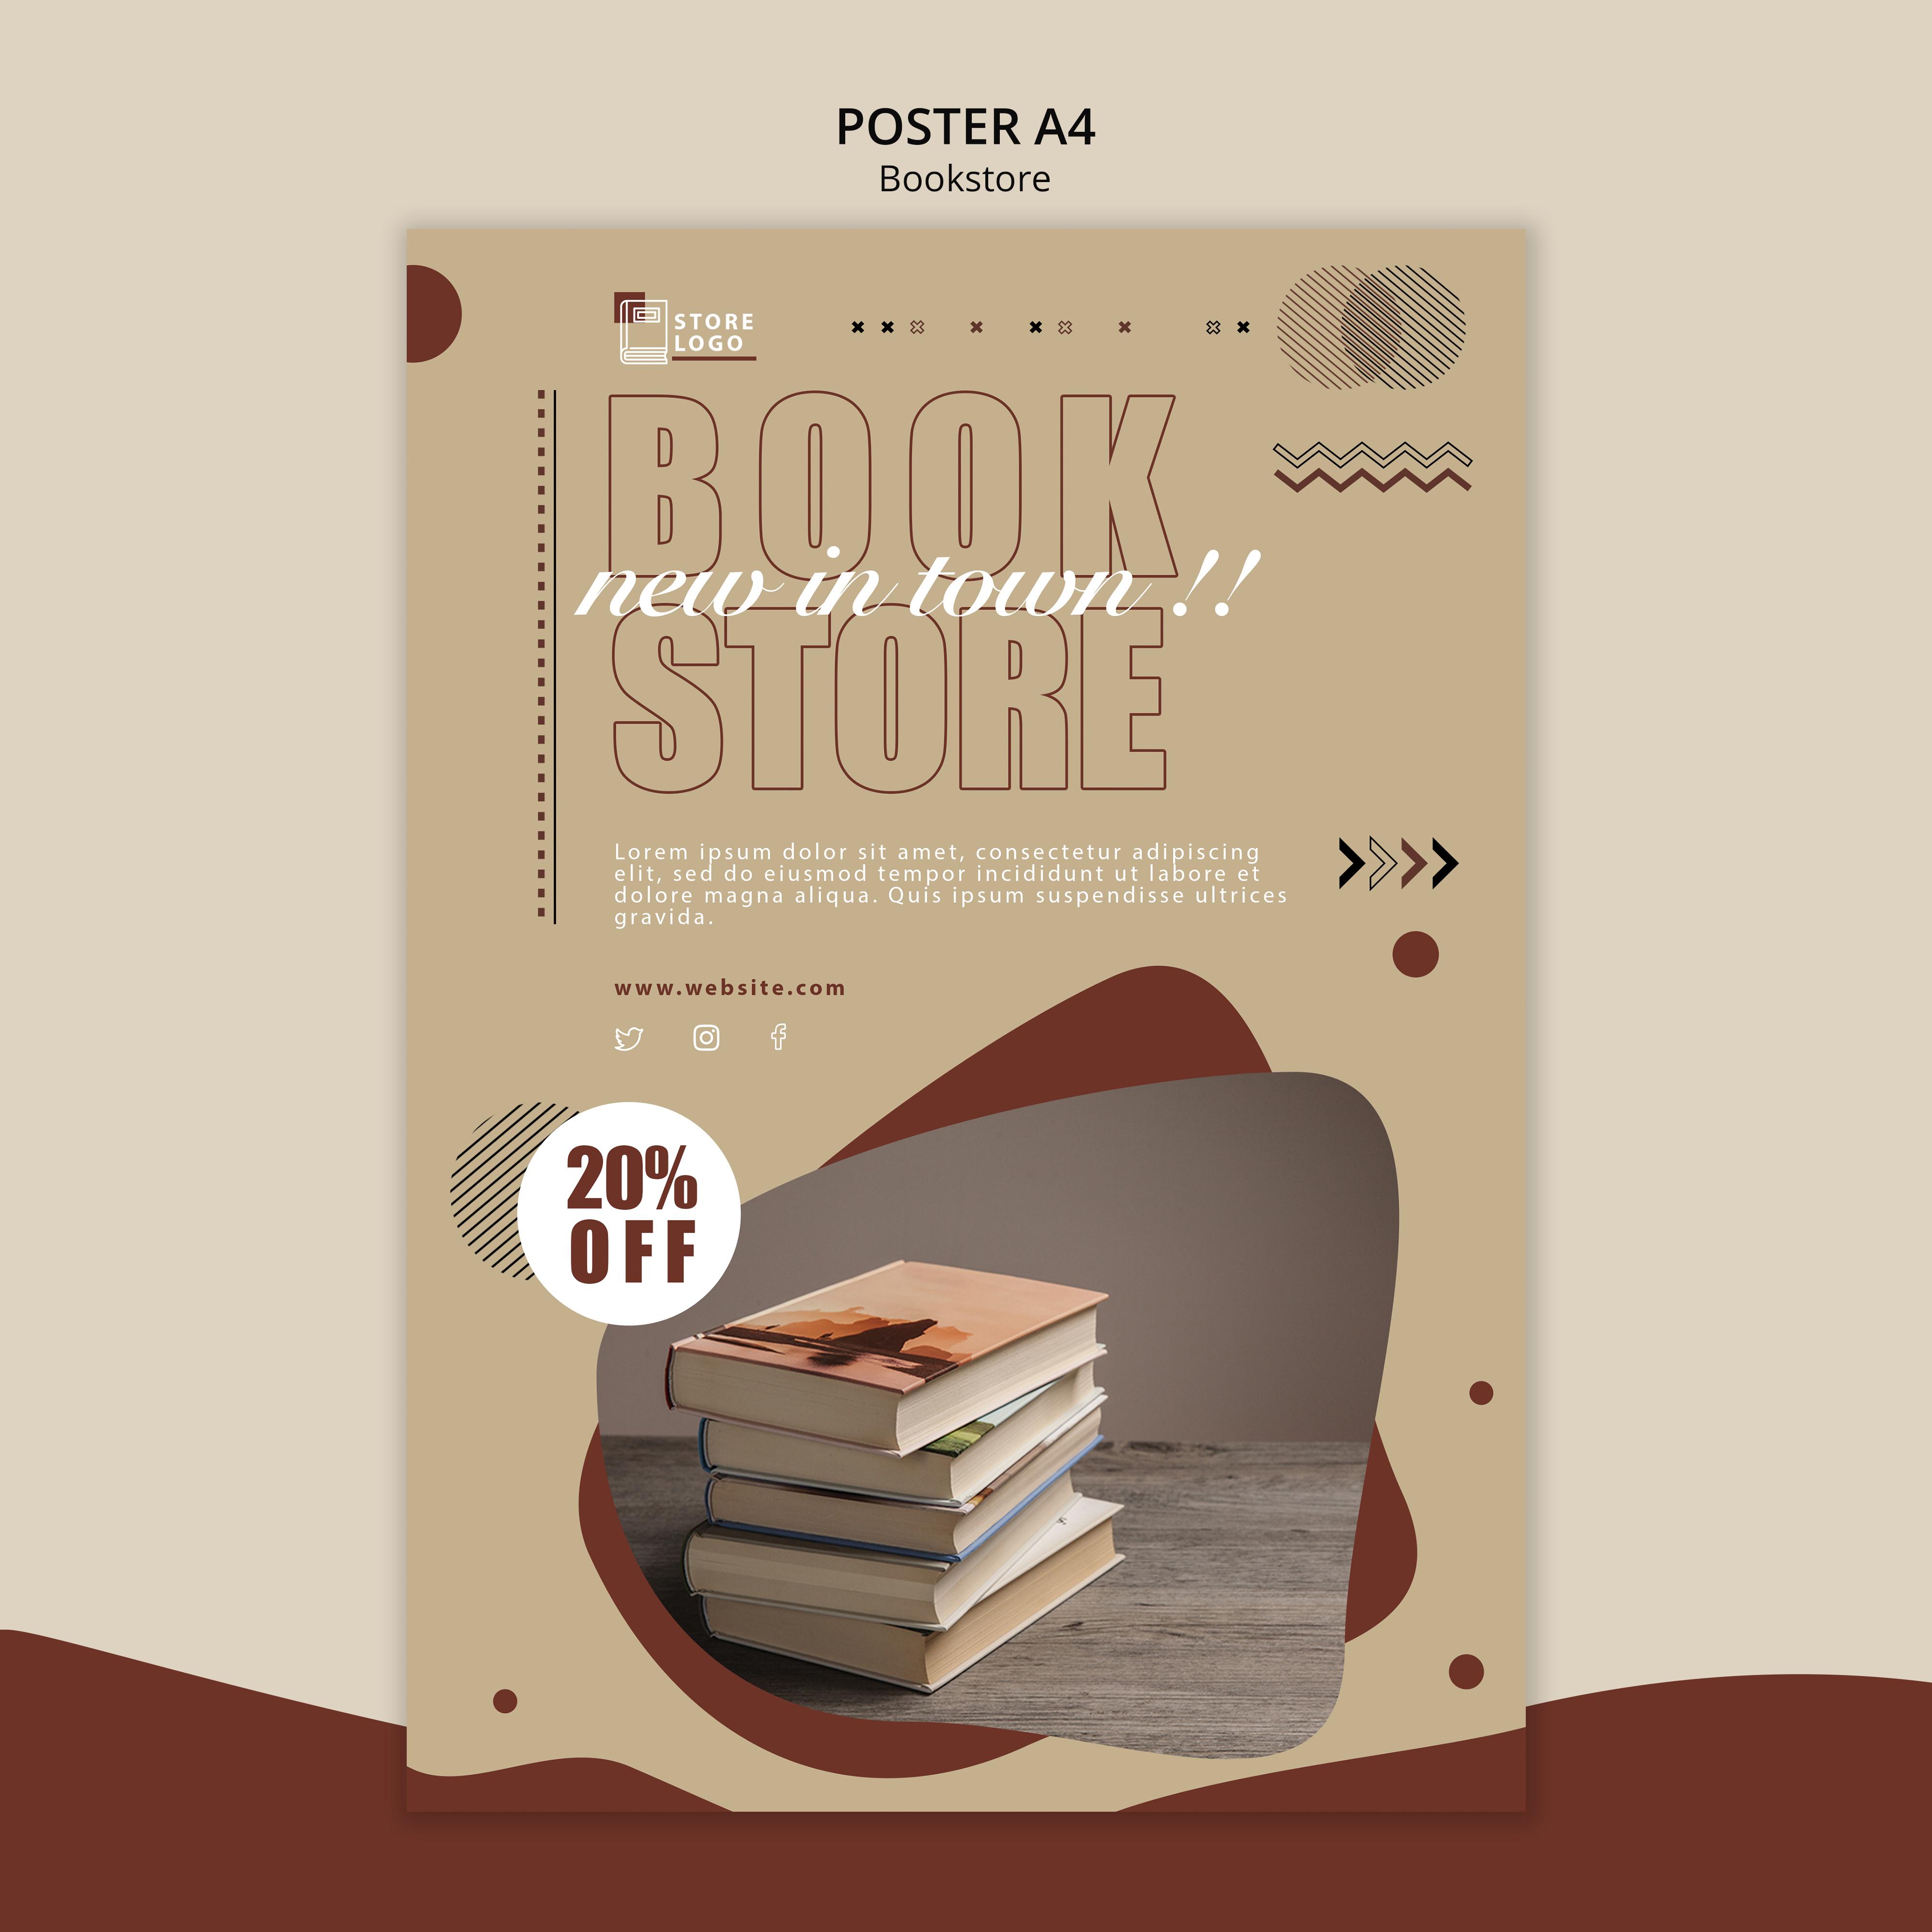 POSTER A4
Bookstore
STORE
LOGO
BOOK
new in town !!
STORE
Lorem ipsum dolor sit amet, consectetur adipiscing
elit, sed do eiusmod tempor incididunt ut labore et
dolore magna aliqua. Quis ipsum suspendisse ultrices
gravida.
www.website.com
20%
OFF